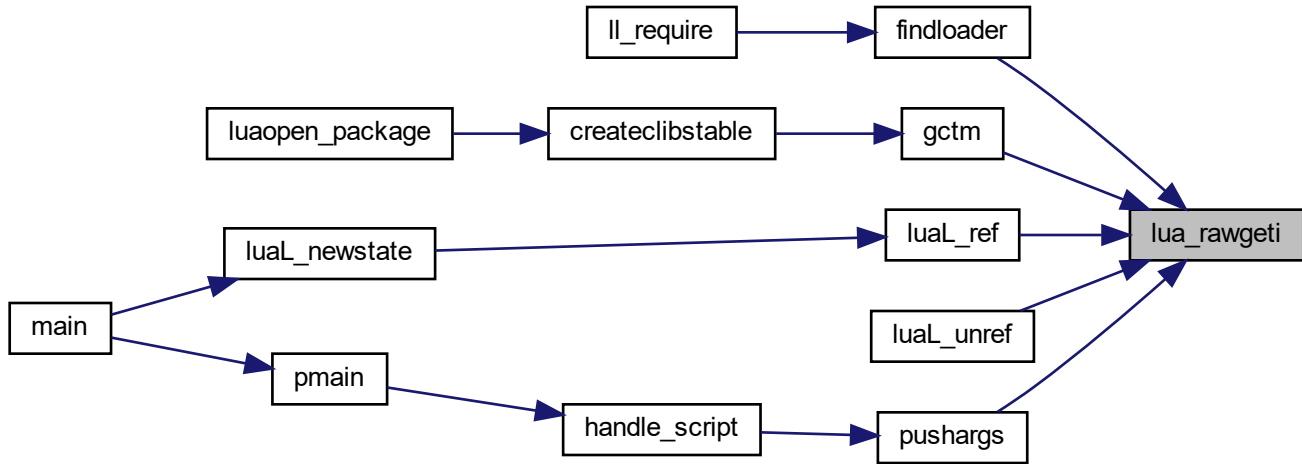 ll_require
findloader
luaopen_package
createclibstable
gctm
luaL_newstate
luaL_ref
lua_rawgeti
main
luaL_unref
pmain
handle_script
pushargs